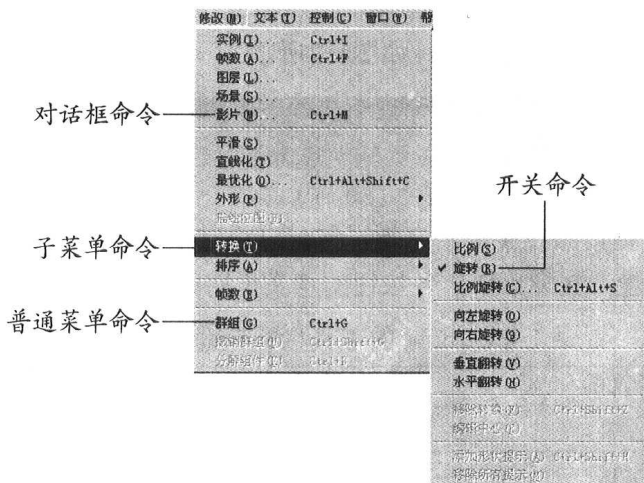 修改(M) 文本(T) 控制(C) 窗口(W) 帮
实例(I)... Ctrl+I
帧数(A)... Ctrl+F
图层(L)...
场景(S)...
对话框命令
影片(M)... Ctrl+M
平滑(S)
直线化(T)
最优化(O)... Ctrl+Alt+Shift+C
外形(P)
开关命令
子菜单命令
转换(T)
排序(A)
帧数(E)
普通菜单命令
群组(G) Ctrl+G
比例(S)
✓ 旋转(R)
比例旋转(C)... Ctrl+Alt+S
向左旋转(O)
向右旋转(9)
垂直翻转(V)
水平翻转(H)